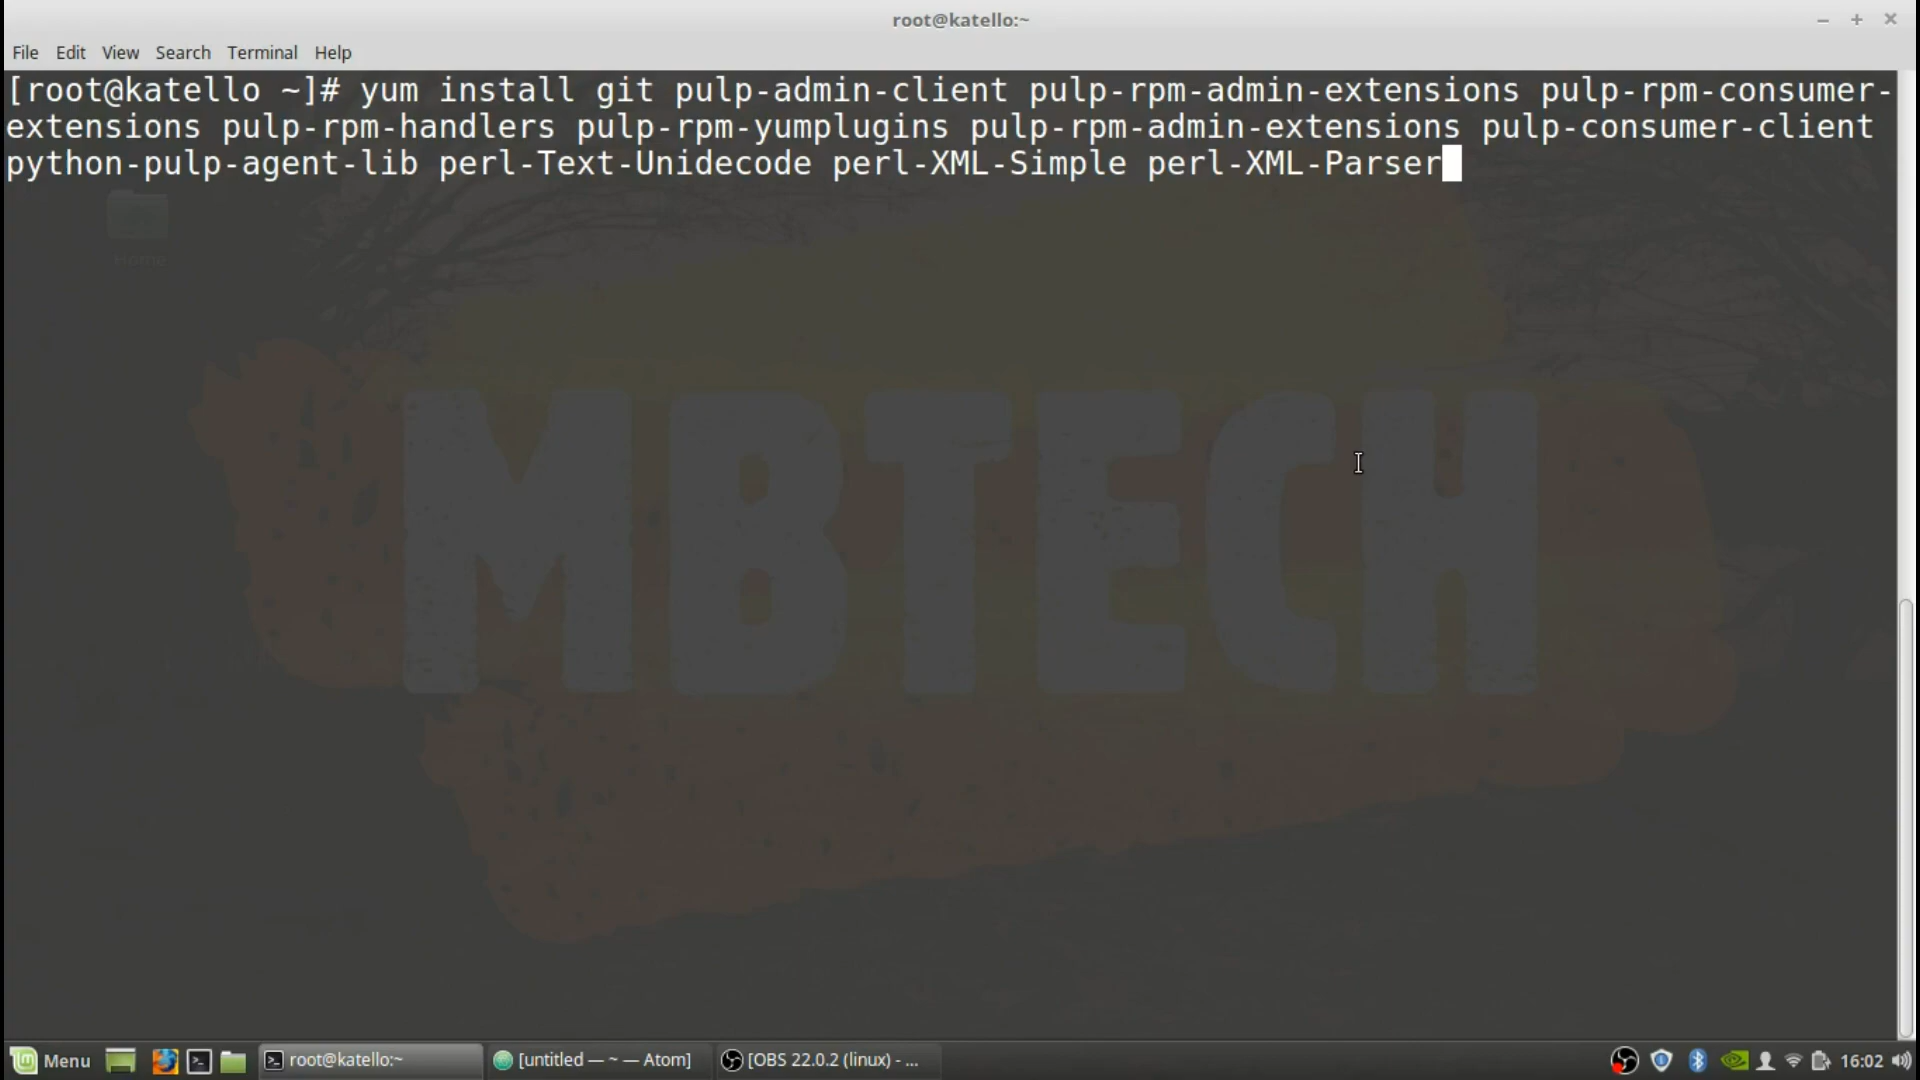 root@katello:~
File Edit View Search Terminal Help
[root@katello ~]# yum install git pulp-admin-client pulp-rpm-admin-extensions pulp-rpm-consumer-
extensions pulp-rpm-handlers pulp-rpm-yumplugins pulp-rpm-admin-extensions pulp-consumer-client
python-pulp-agent-lib perl-Text-Unidecode perl-XML-Simple perl-XML-Parser
Home
MBTECH
Menu root@katello:~ [untitled — ~ — Atom] [OBS 22.0.2 (linux) - ... 16:02